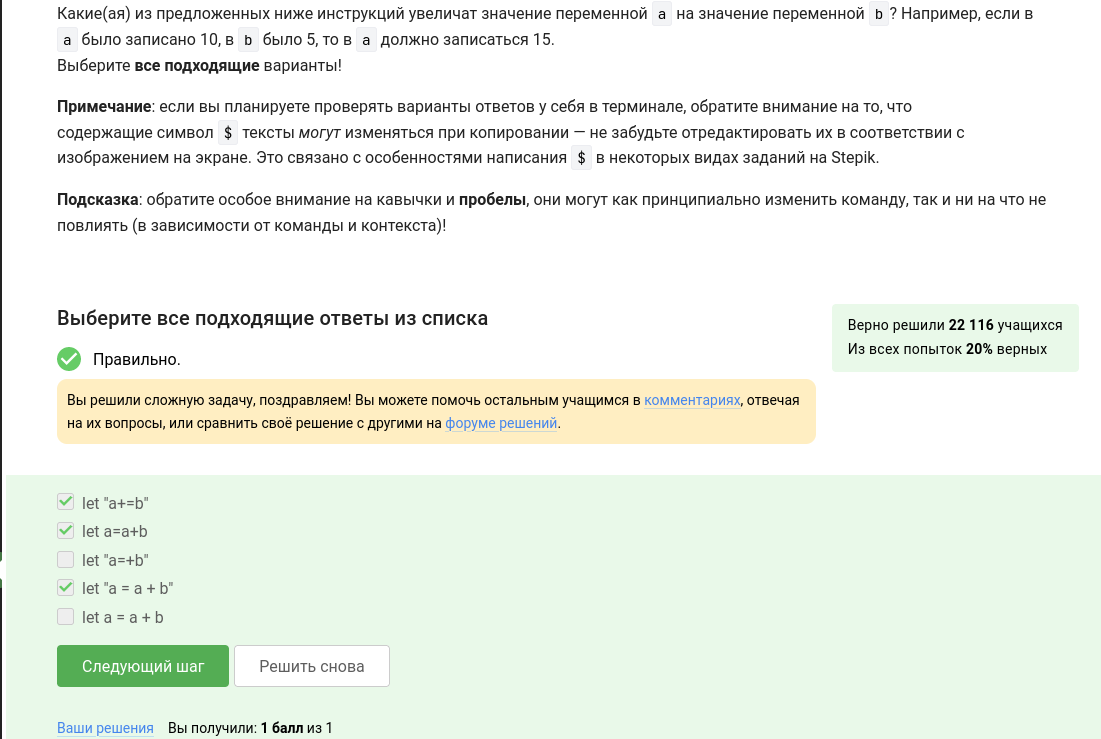 Какие(ая) из предложенных ниже инструкций увеличат значение переменной a на значение переменной b? Например, если в
a было записано 10, в b было 5, то в a должно записаться 15.
Выберите все подходящие варианты!
Примечание: если вы планируете проверять варианты ответов у себя в терминале, обратите внимание на то, что
содержащие символ $ тексты могут изменяться при копировании — не забудьте отредактировать их в соответствии с
изображением на экране. Это связано с особенностями написания $ в некоторых видах заданий на Stepik.
Подсказка: обратите особое внимание на кавычки и пробелы, они могут как принципиально изменить команду, так и ни на что не
повлиять (в зависимости от команды и контекста)!
Выберите все подходящие ответы из списка
Верно решили 22 116 учащихся
Из всех попыток 20% верных
Правильно.
Вы решили сложную задачу, поздравляем! Вы можете помочь остальным учащимся в комментариях, отвечая
на их вопросы, или сравнить своё решение с другими на форуме решений.
let "a+=b"
let a=a+b
let "a=+b"
let "a = a + b"
let a = a + b
Следующий шаг
Решить снова
Ваши решения Вы получили: 1 балл из 1